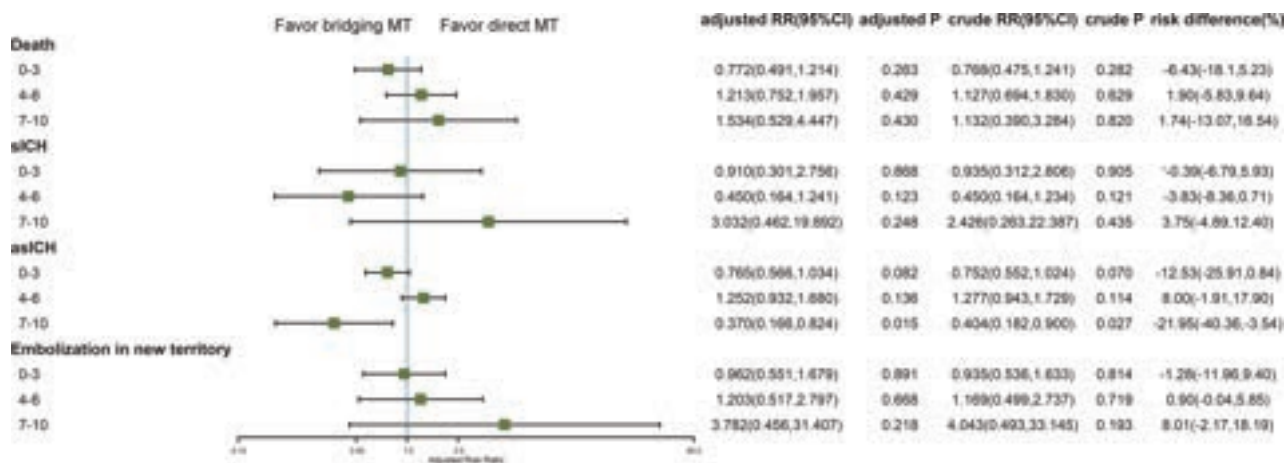 Favor bridging MT Favor direct MT adjusted RR(95%CI) adjusted P crude RR(95%CI) crude P risk difference(%)
Death
0-3 0.772(0.491,1.214) 0.263 0.768(0.475,1.241) 0.282 -6.43(-18.1,5.23)
4-6 1.213(0.752,1.957) 0.429 1.127(0.694,1.830) 0.629 1.90(-5.83,9.64)
7-10 1.534(0.529,4.447) 0.430 1.132(0.390,3.284) 0.820 1.74(-13.07,16.54)
sICH
0-3 0.910(0.301,2.756) 0.868 0.935(0.312,2.806) 0.905 -0.39(-6.79,5.93)
4-6 0.450(0.164,1.241) 0.123 0.450(0.164,1.234) 0.121 -3.83(-8.36,0.71)
7-10 3.032(0.462,19.892) 0.248 2.426(0.263,22.387) 0.435 3.75(-4.89,12.40)
asICH
0-3 0.765(0.566,1.034) 0.082 0.752(0.552,1.024) 0.070 -12.53(-25.91,0.84)
4-6 1.252(0.932,1.680) 0.136 1.277(0.943,1.729) 0.114 8.00(-1.91,17.90)
7-10 0.370(0.166,0.824) 0.015 0.404(0.182,0.900) 0.027 -21.95(-40.36,-3.54)
Embolization in new territory
0-3 0.962(0.551,1.679) 0.891 0.935(0.536,1.633) 0.814 -1.28(-11.96,9.40)
4-6 1.203(0.517,2.797) 0.668 1.169(0.499,2.737) 0.719 0.90(-0.04,5.85)
7-10 3.782(0.456,31.407) 0.218 4.043(0.493,33.145) 0.193 8.01(-2.17,18.19)
1.0